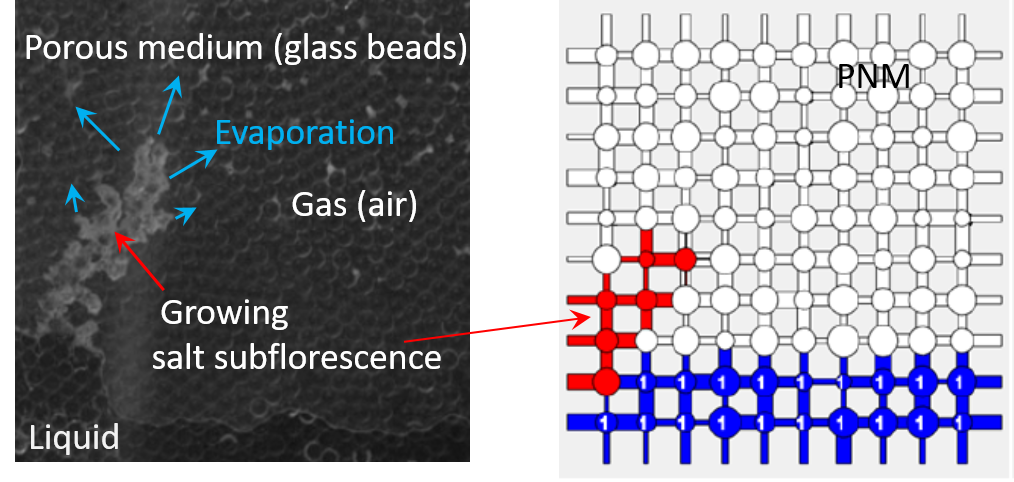 Porous medium (glass beads)
Evaporation
Gas (air)
Growing
salt subflorescence
Liquid
PNM
1 1 1 1 1 1 1 1 1
1 1 1 1 1 1 1 1 1 1